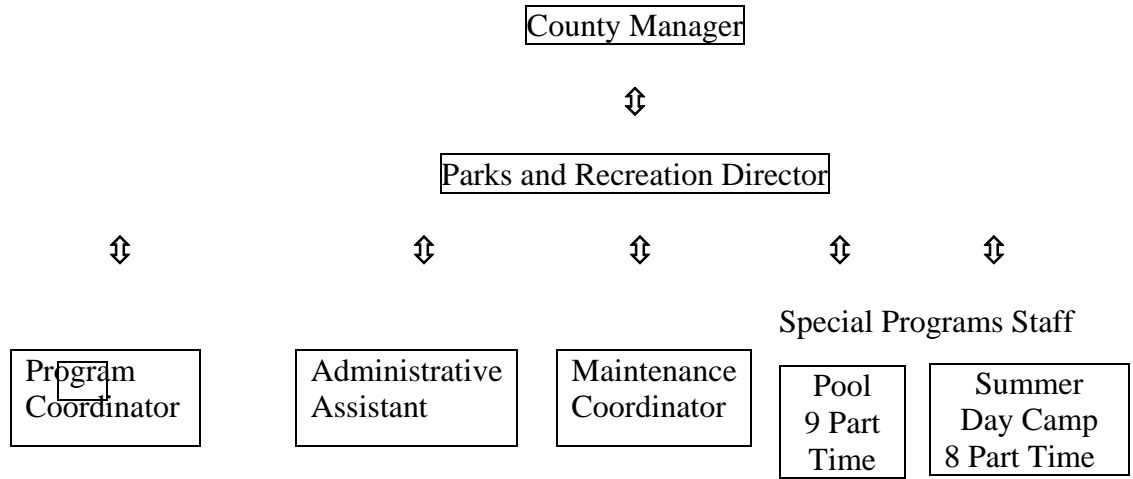 County Manager
Parks and Recreation Director
Special Programs Staff
Program
Coordinator
Administrative
Assistant
Maintenance
Coordinator
Pool
9 Part
Time
Summer
Day Camp
8 Part Time